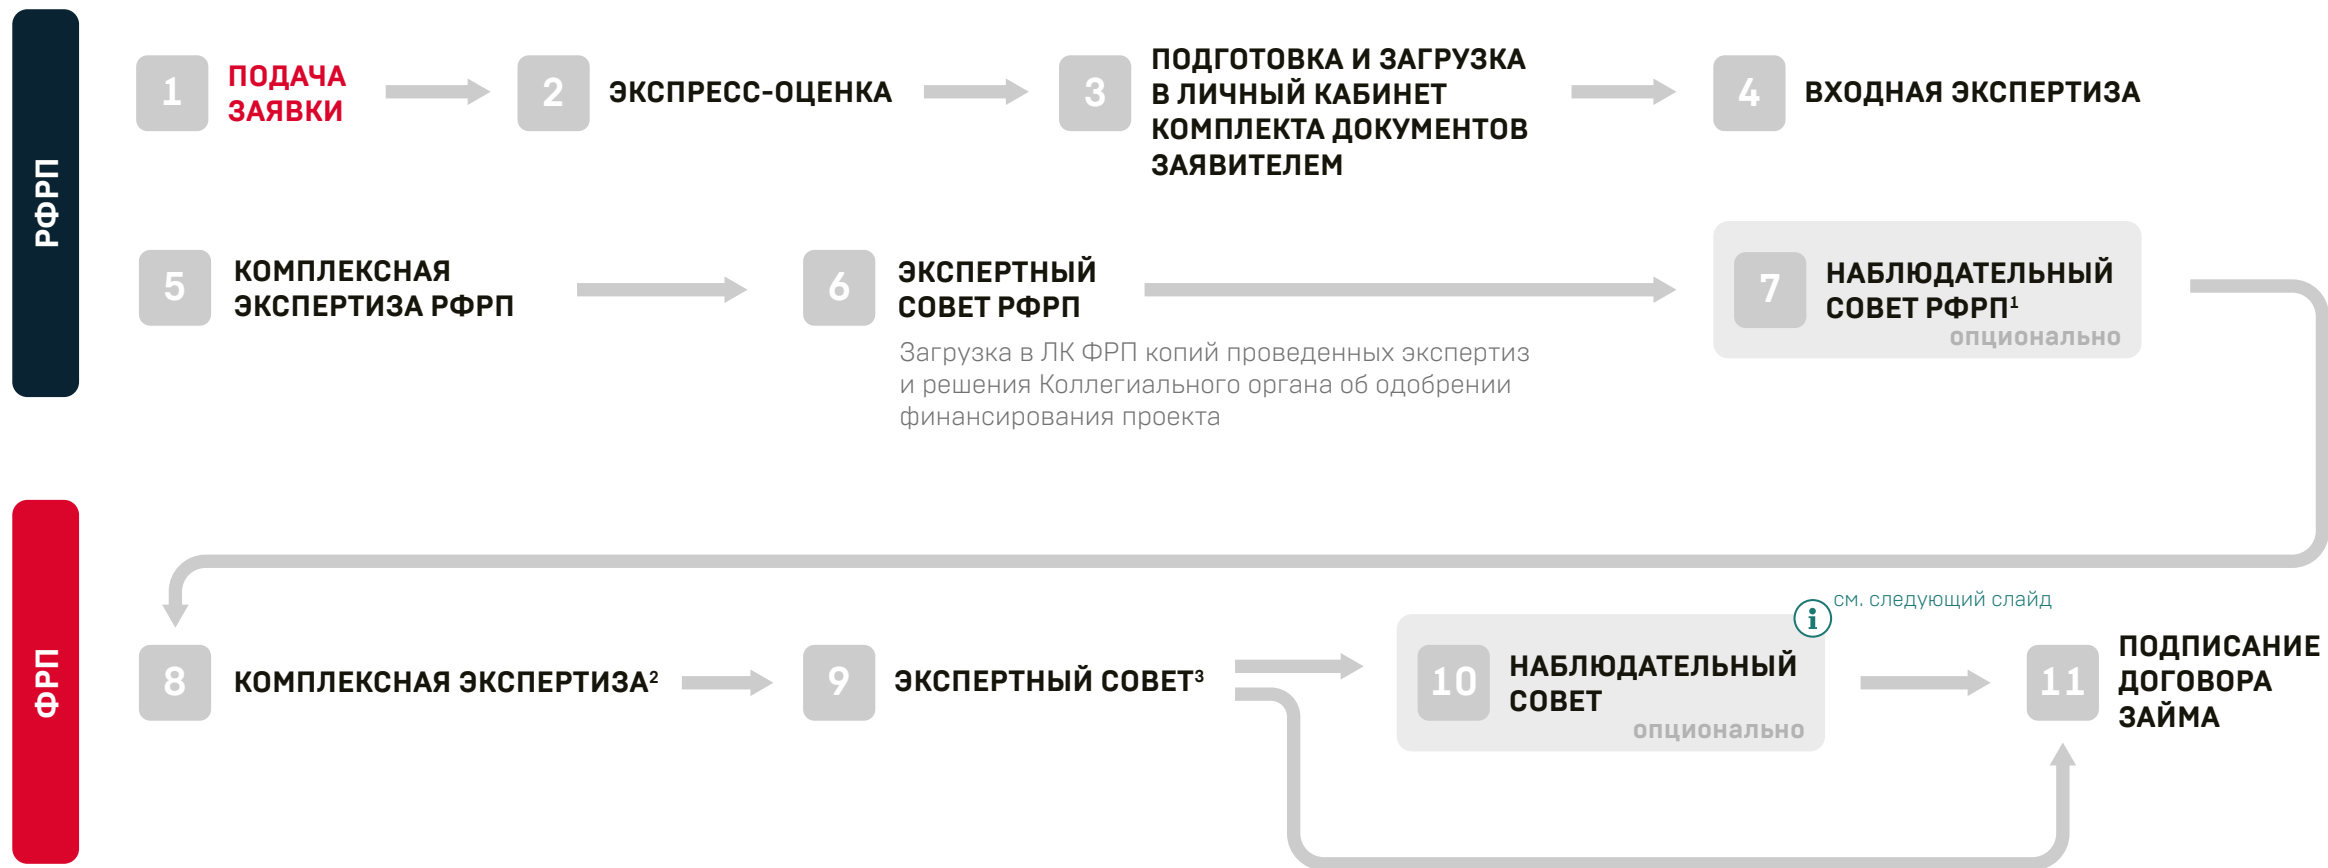 РФРП
1
ПОДАЧА
ЗАЯВКИ
2
ЭКСПРЕСС-ОЦЕНКА
3
ПОДГОТОВКА И ЗАГРУЗКА
В ЛИЧНЫЙ КАБИНЕТ
КОМПЛЕКТА ДОКУМЕНТОВ
ЗАЯВИТЕЛЕМ
4
ВХОДНАЯ ЭКСПЕРТИЗА
5
КОМПЛЕКСНАЯ
ЭКСПЕРТИЗА РФРП
6
ЭКСПЕРТНЫЙ
СОВЕТ РФРП
Загрузка в ЛК ФРП копий проведенных экспертиз
и решения Коллегиального органа об одобрении
финансирования проекта
7
НАБЛЮДАТЕЛЬНЫЙ
СОВЕТ РФРП¹
опционально
ФРП
8
КОМПЛЕКСНАЯ ЭКСПЕРТИЗА²
9
ЭКСПЕРТНЫЙ СОВЕТ³
i
см. следующий слайд
10
НАБЛЮДАТЕЛЬНЫЙ
СОВЕТ
опционально
11
ПОДПИСАНИЕ
ДОГОВОРА
ЗАЙМА